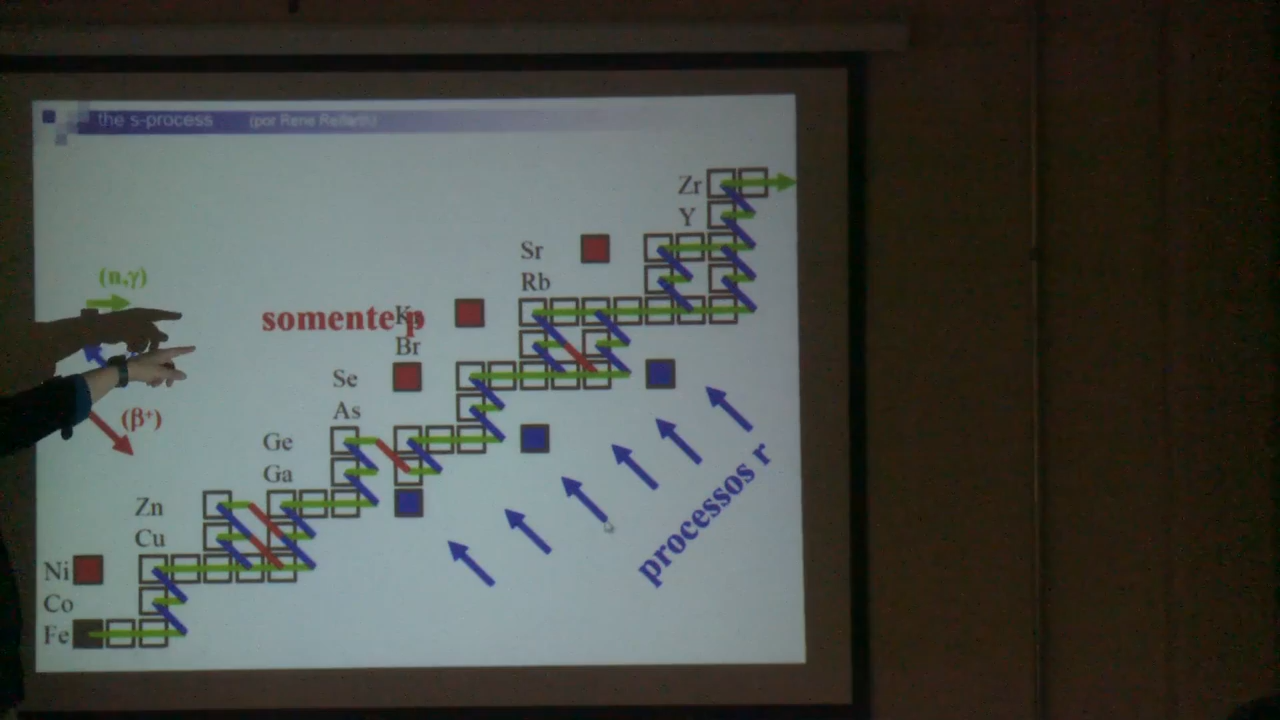 the s-process (por Rene Reifarth)
Zr
Y
Sr
Rb
(n,γ)
somente p
Kr
Br
Se
As
(β⁺)
Ge
Ga
Zn
Cu
Ni
Co
Fe
processos r